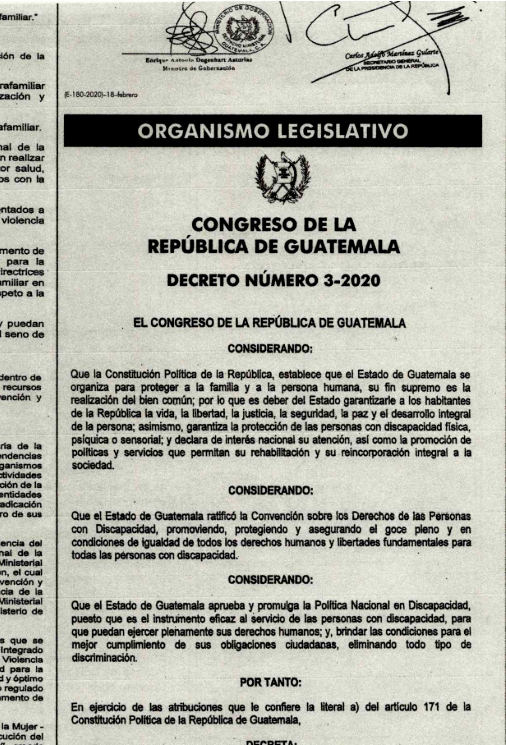 familiar."
ción de la
rafamiliar
zación y
afamiliar.
nal de la
n realizar
or salud,
os con la
entados a
violencia
mento de
para la
irectrices
amiliar en
speto a la
y puedan
l seno de
dentro de
recursos
ención y
ría de la
endencias
ganismos
ctividades
ción de la
entidades
adicación
ro de sus
encia del
nal de la
Ministerial
n, el cual
vención y
cia de la
Ministerial
isterio de
s que se
Integrado
Violencia
d para la
d y óptimo
regulado
amento de
la Mujer -
cución del
MINISTERIO DE GOBERNACION
GUATEMALA, C.A.
Enrique Antonio Degenhart Asturias
Ministro de Gobernación
Carlos Adolfo Martínez Gularte
SECRETARIO GENERAL
DE LA PRESIDENCIA DE LA REPÚBLICA
(E-180-2020)-18-febrero
ORGANISMO LEGISLATIVO
CONGRESO DE LA
REPÚBLICA DE GUATEMALA
DECRETO NÚMERO 3-2020
EL CONGRESO DE LA REPÚBLICA DE GUATEMALA
CONSIDERANDO:
Que la Constitución Política de la República, establece que el Estado de Guatemala se
organiza para proteger a la familia y a la persona humana, su fin supremo es la
realización del bien común; por lo que es deber del Estado garantizarle a los habitantes
de la República la vida, la libertad, la justicia, la seguridad, la paz y el desarrollo integral
de la persona; asimismo, garantiza la protección de las personas con discapacidad física,
psíquica o sensorial; y declara de interés nacional su atención, así como la promoción de
políticas y servicios que permitan su rehabilitación y su reincorporación integral a la
sociedad.
CONSIDERANDO:
Que el Estado de Guatemala ratificó la Convención sobre los Derechos de las Personas
con Discapacidad, promoviendo, protegiendo y asegurando el goce pleno y en
condiciones de igualdad de todos los derechos humanos y libertades fundamentales para
todas las personas con discapacidad.
CONSIDERANDO:
Que el Estado de Guatemala aprueba y promulga la Política Nacional en Discapacidad,
puesto que es el instrumento eficaz al servicio de las personas con discapacidad, para
que puedan ejercer plenamente sus derechos humanos; y, brindar las condiciones para el
mejor cumplimiento de sus obligaciones ciudadanas, eliminando todo tipo de
discriminación.
POR TANTO:
En ejercicio de las atribuciones que le confiere la literal a) del artículo 171 de la
Constitución Política de la República de Guatemala,
DECRETA: